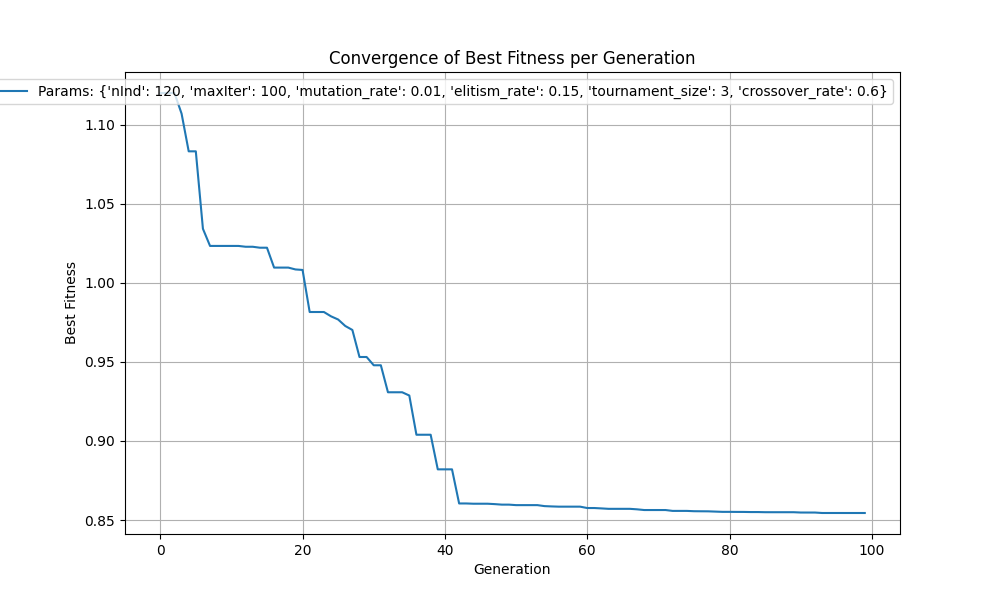 Convergence of Best Fitness per Generation
Params: {'nInd': 120, 'maxIter': 100, 'mutation_rate': 0.01, 'elitism_rate': 0.15, 'tournament_size': 3, 'crossover_rate': 0.6}
1.10
1.05
1.00
0.95
0.90
0.85
Best Fitness
0 20 40 60 80 100
Generation